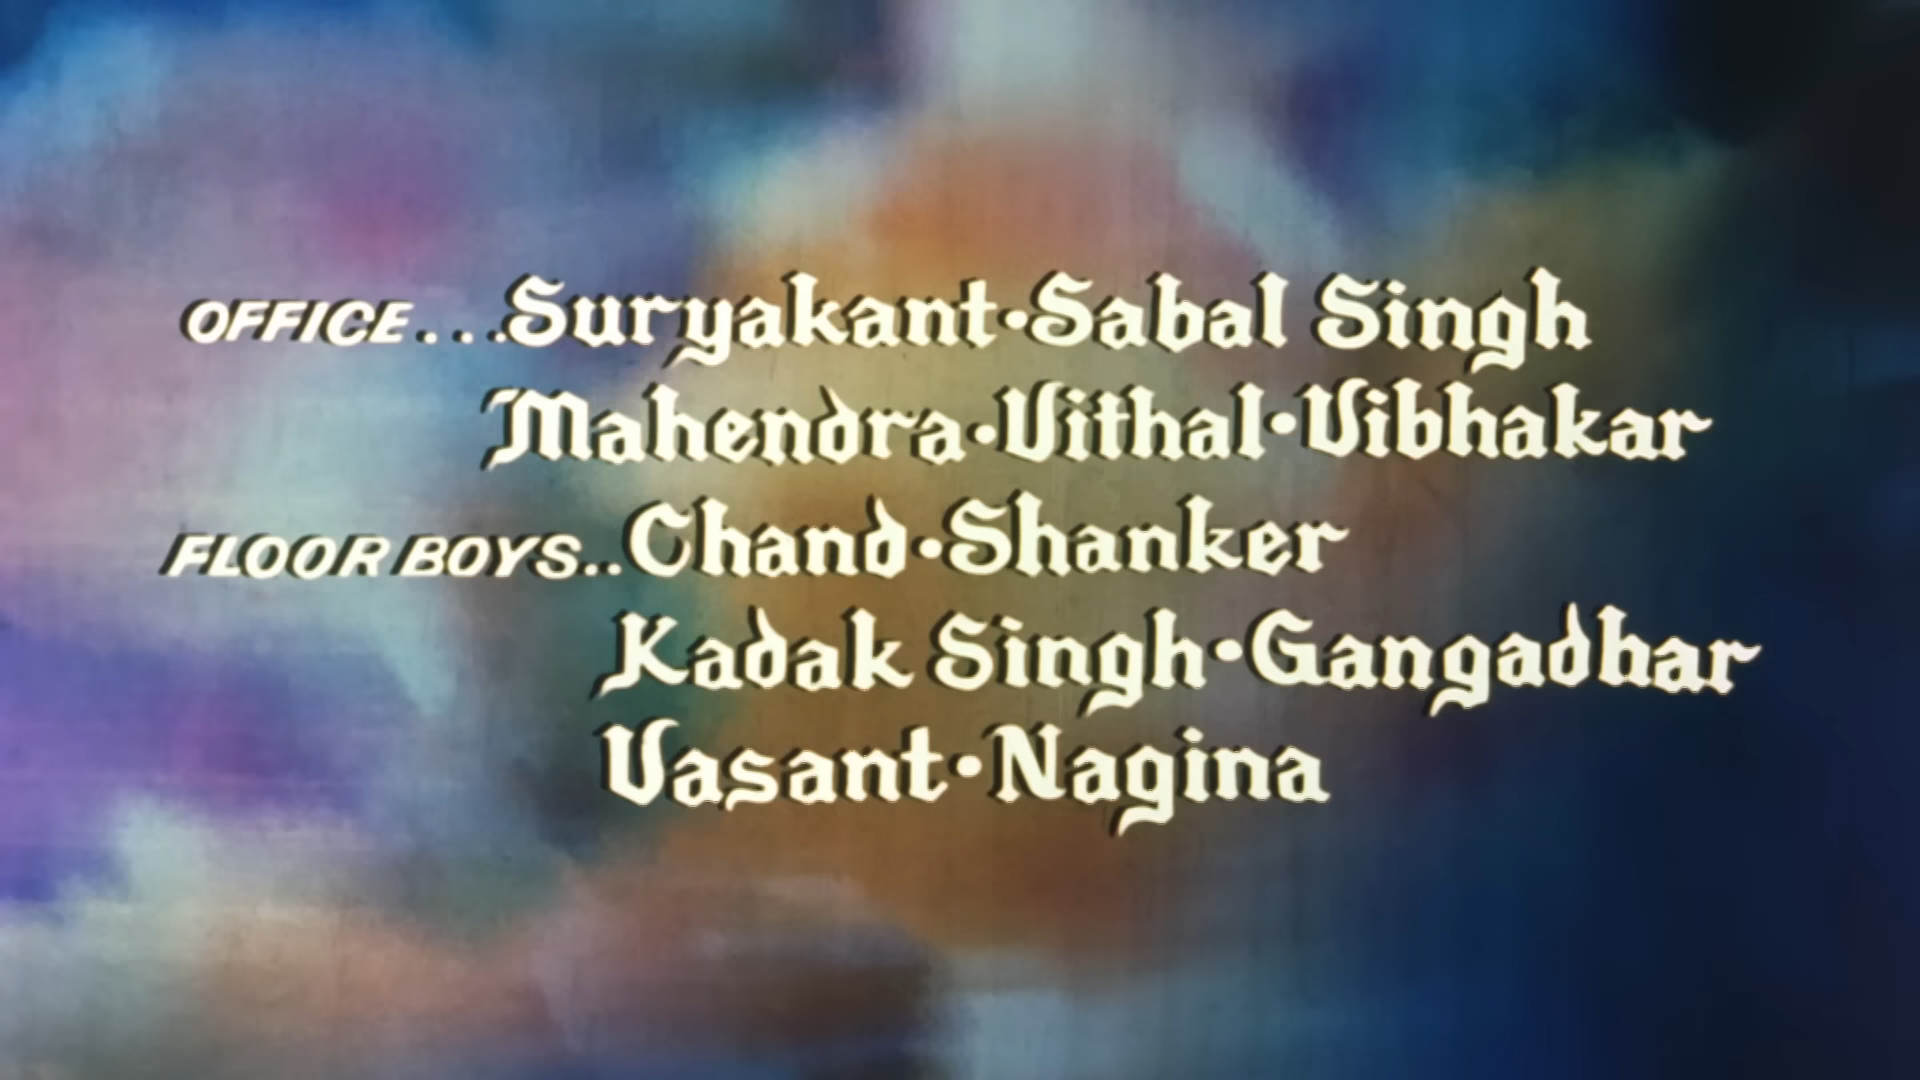 OFFICE...Suryakant•Sabal Singh
Mahendra•Vithal•Vibhakar
FLOOR BOYS..Chand•Shanker
Kadak Singh•Gangadhar
Vasant•Nagina